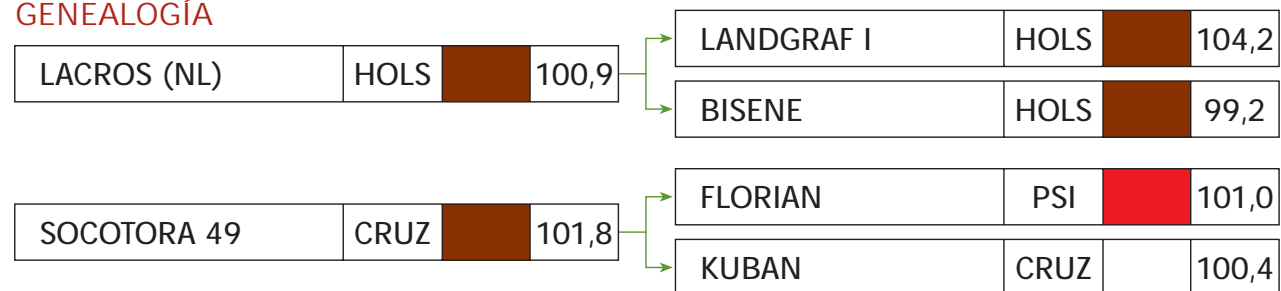 GENEALOGÍA
LACROS (NL) HOLS 100,9
LANDGRAF I HOLS 104,2
BISENE HOLS 99,2
SOCOTORA 49 CRUZ 101,8
FLORIAN PSI 101,0
KUBAN CRUZ 100,4